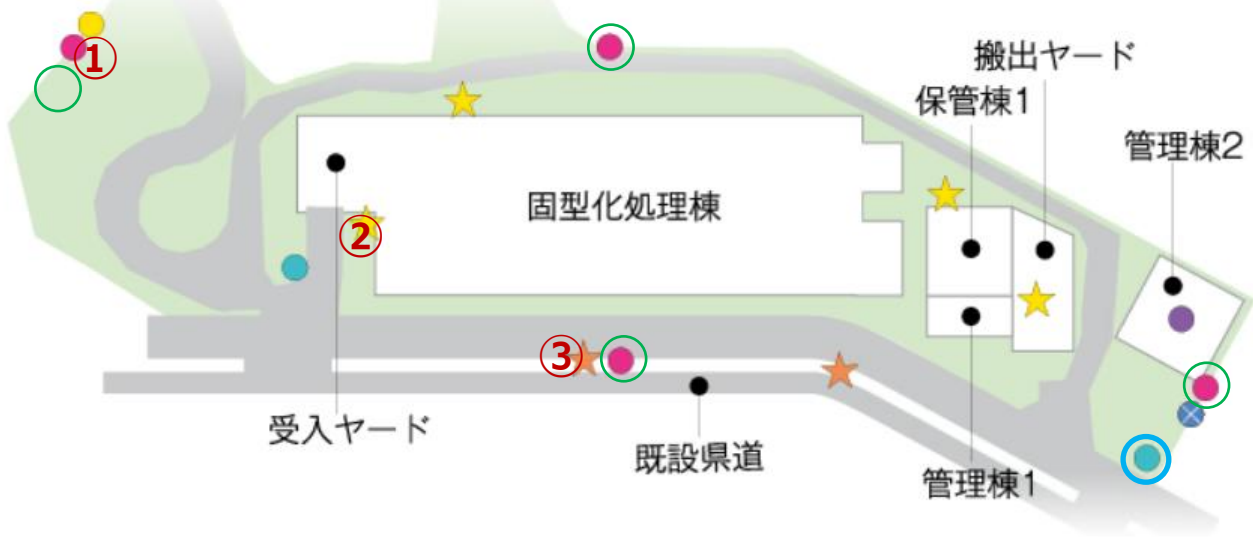 ①
搬出ヤード
保管棟1
管理棟2
固型化処理棟
②
③
受入ヤード
既設県道
管理棟1